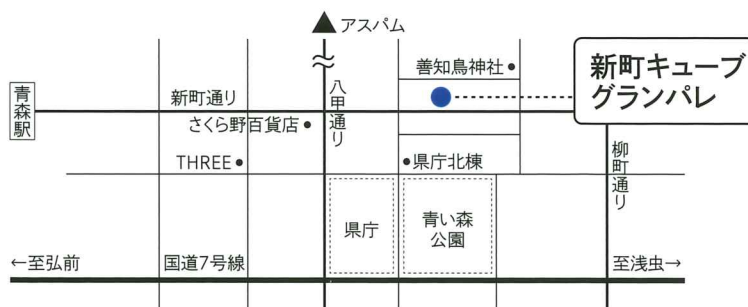 アスパム
善知鳥神社
新町キューブ
グランパレ
青森駅
新町通り
八甲通り
さくら野百貨店
THREE
県庁北棟
柳町通り
県庁
青い森
公園
←至弘前
国道7号線
至浅虫→